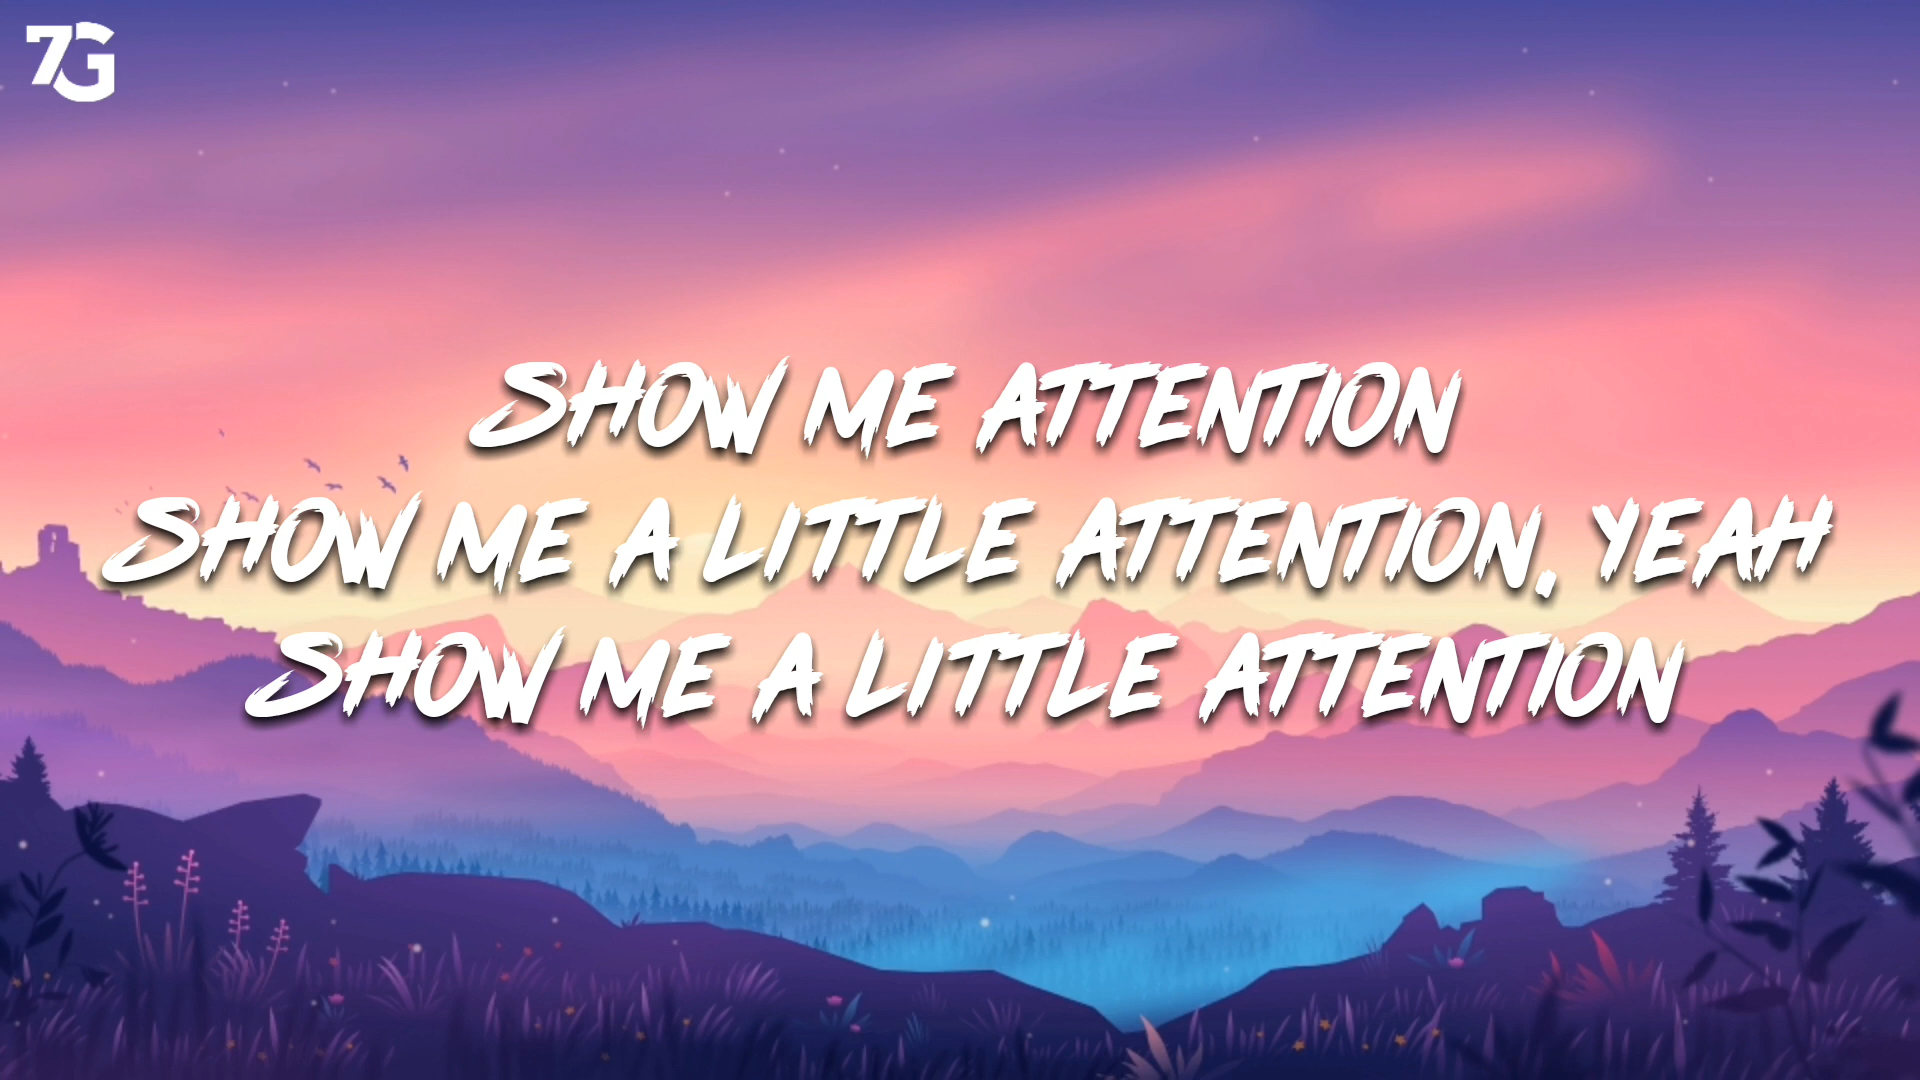 7G
Show me attention
Show me a little attention, yeah
Show me a little attention